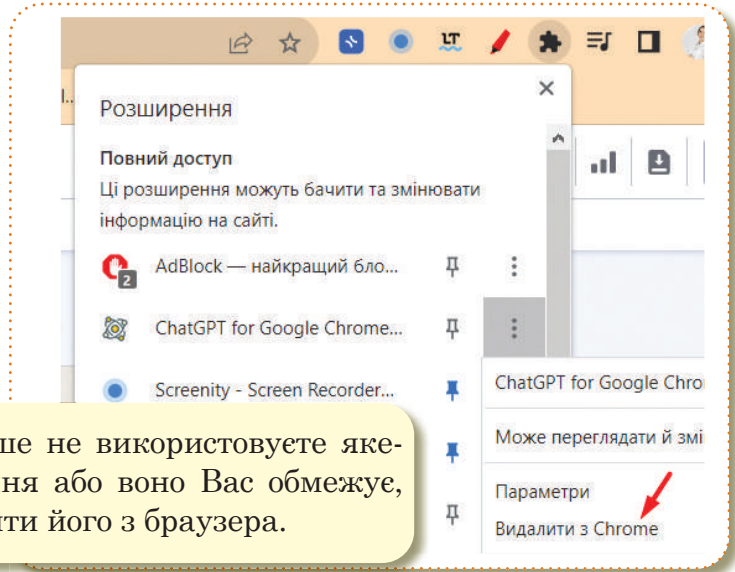 LT
І..
Розширення
Повний доступ
Ці розширення можуть бачити та змінювати
інформацію на сайті.
2
AdBlock — найкращий бло...
ChatGPT for Google Chrome...
Screenity - Screen Recorder...
ChatGPT for Google Chro
Може переглядати й змі
Параметри
Видалити з Chrome
ше не використовуєте яке-
ня або воно Вас обмежує,
ити його з браузера.